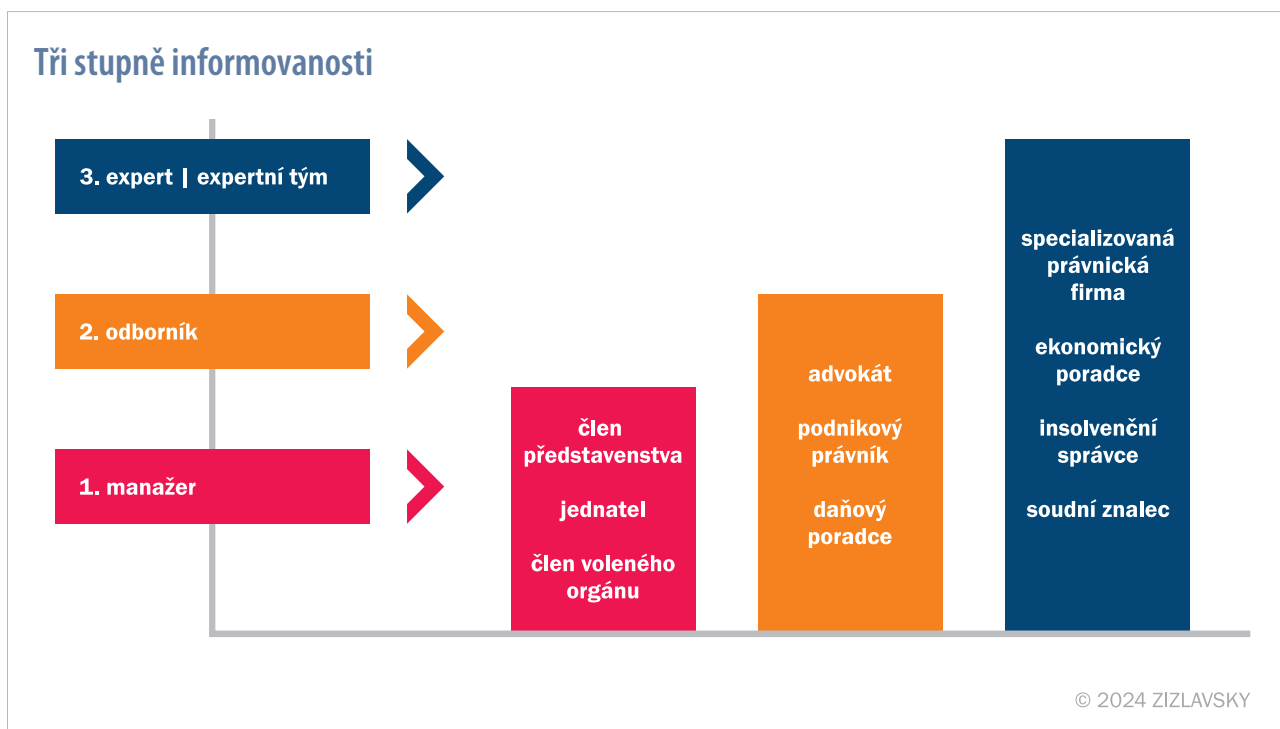 Tři stupně informovanosti
3. expert | expertní tým
2. odborník
1. manažer
člen
představenstva
jednatel
člen voleného
orgánu
advokát
podnikový
právník
daňový
poradce
specializovaná
právnická
firma
ekonomický
poradce
insolvenční
správce
soudní znalec
© 2024 ZIZLAVSKY